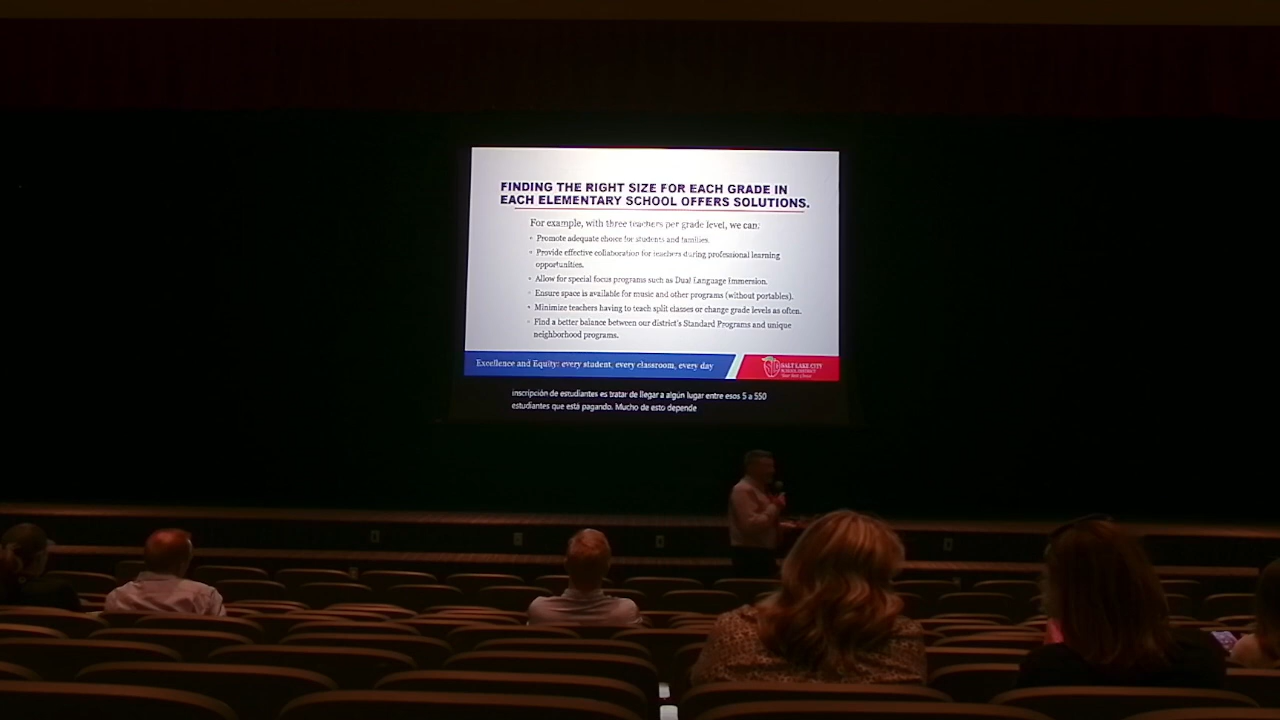 FINDING THE RIGHT SIZE FOR EACH GRADE IN
EACH ELEMENTARY SCHOOL OFFERS SOLUTIONS.
For example, with three teachers per grade level, we can:
• Promote adequate choice for students and families.
• Provide effective collaboration for teachers during professional learning
opportunities.
• Allow for special focus programs such as Dual Language Immersion.
• Ensure space is available for music and other programs (without portables).
• Minimize teachers having to teach split classes or change grade levels as often.
• Find a better balance between our district's Standard Programs and unique
neighborhood programs.
Excellence and Equity: every student, every classroom, every day
SALT LAKE CITY
SCHOOL DISTRICT
Your Best Choice
inscripción de estudiantes es tratar de llegar a algún lugar entre esos 5 a 550
estudiantes que está pagando. Mucho de esto depende